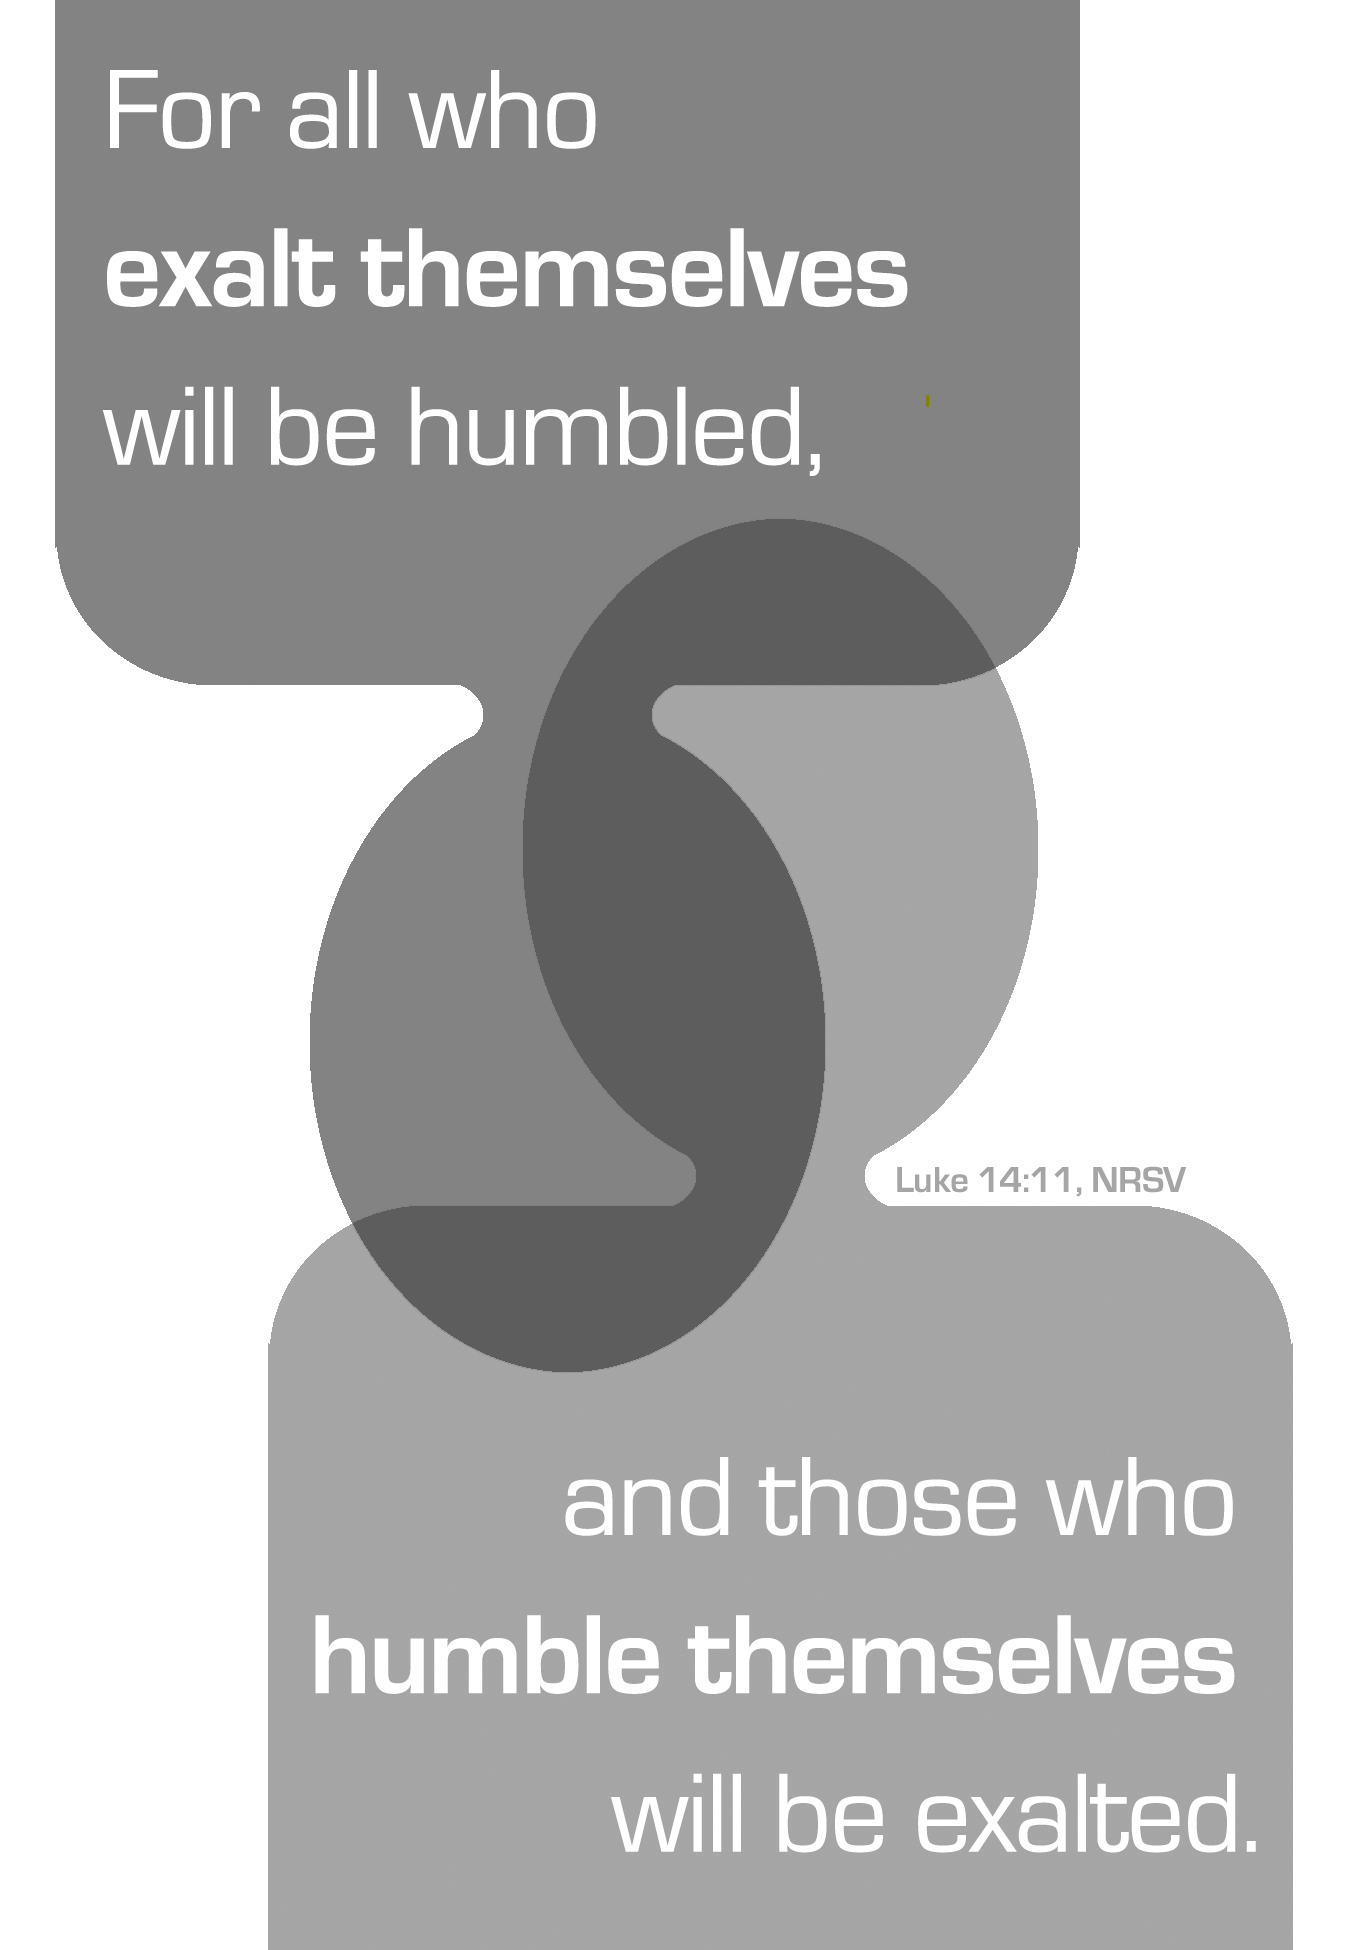 For all who
exalt themselves
will be humbled,
Luke 14:11, NRSV
and those who
humble themselves
will be exalted.